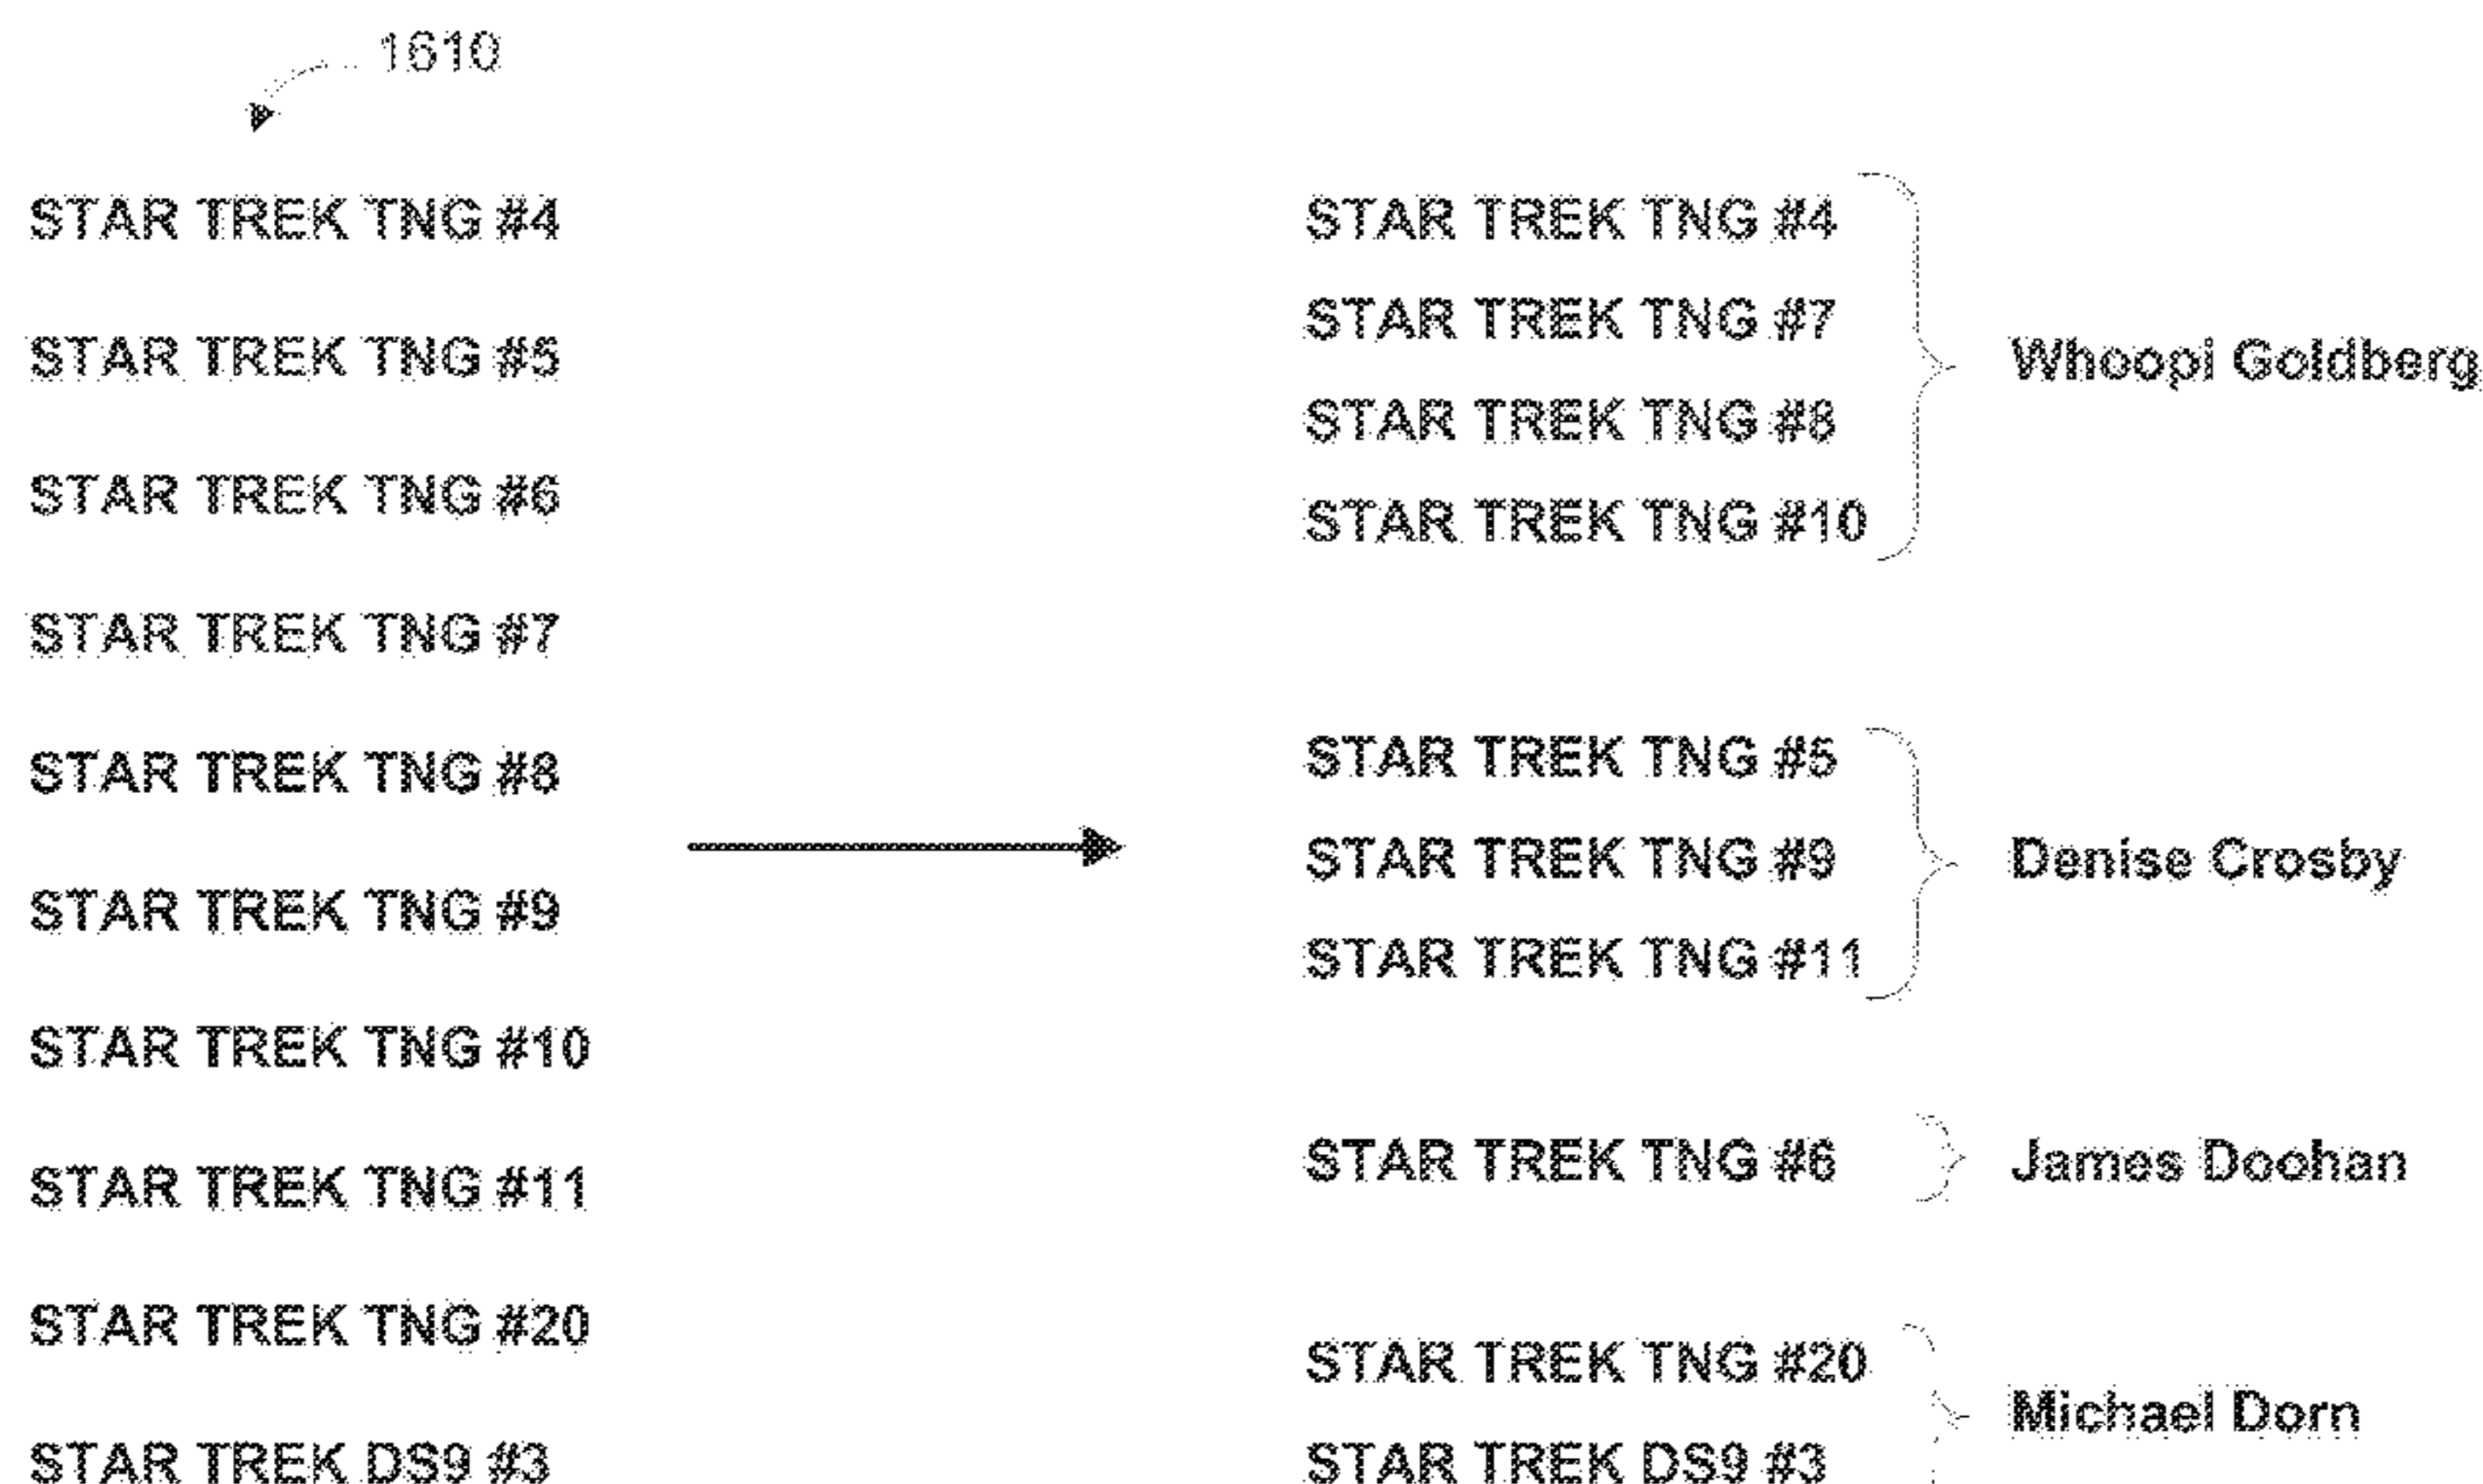 1610
STAR TREK TNG #4
STAR TREK TNG #5
STAR TREK TNG #6
STAR TREK TNG #7
STAR TREK TNG #8
STAR TREK TNG #9
STAR TREK TNG #10
STAR TREK TNG #11
STAR TREK TNG #20
STAR TREK DS9 #3
STAR TREK TNG #4
STAR TREK TNG #7
STAR TREK TNG #8
STAR TREK TNG #10
Whoopi Goldberg
STAR TREK TNG #5
STAR TREK TNG #9
STAR TREK TNG #11
Denise Crosby
STAR TREK TNG #6
James Doohan
STAR TREK TNG #20
STAR TREK DS9 #3
Michael Dorn